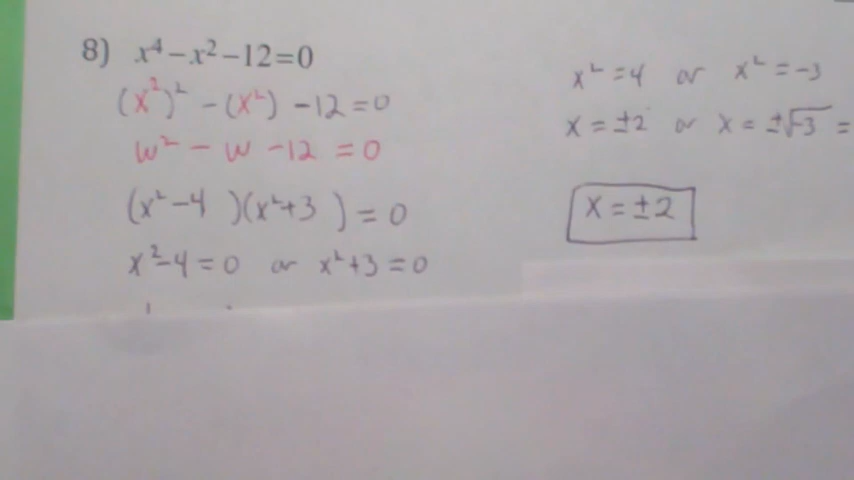 8) x⁴–x²–12=0
(x²)² – (x²) – 12 = 0
w² – w – 12 = 0
(x²–4 )(x²+3 ) = 0
x²–4 = 0 or x²+3 = 0
x² = 4 or x² = –3
x = ±2 or x = ±√–3 =
x = ±2